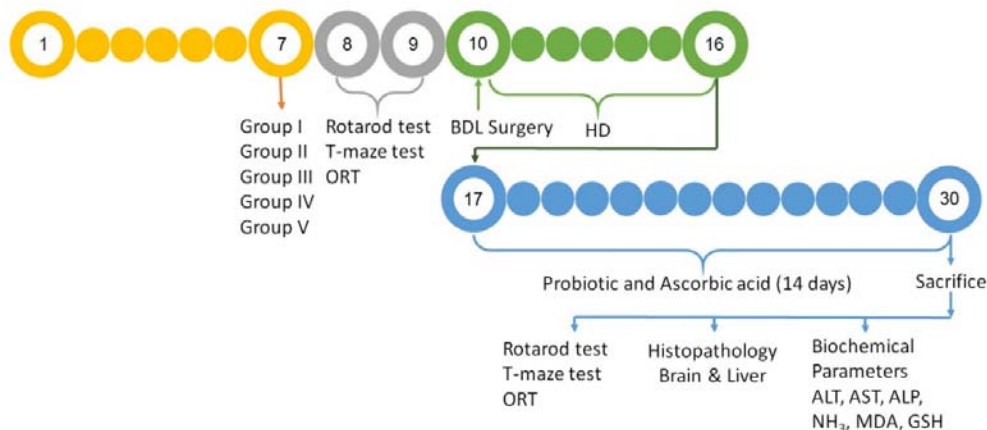 1
7
8
9
10
16
Group I
Group II
Group III
Group IV
Group V
Rotarod test
T-maze test
ORT
BDL Surgery
HD
17
30
Probiotic and Ascorbic acid (14 days)
Sacrifice
Rotarod test
T-maze test
ORT
Histopathology
Brain & Liver
Biochemical
Parameters
ALT, AST, ALP,
NH₃, MDA, GSH